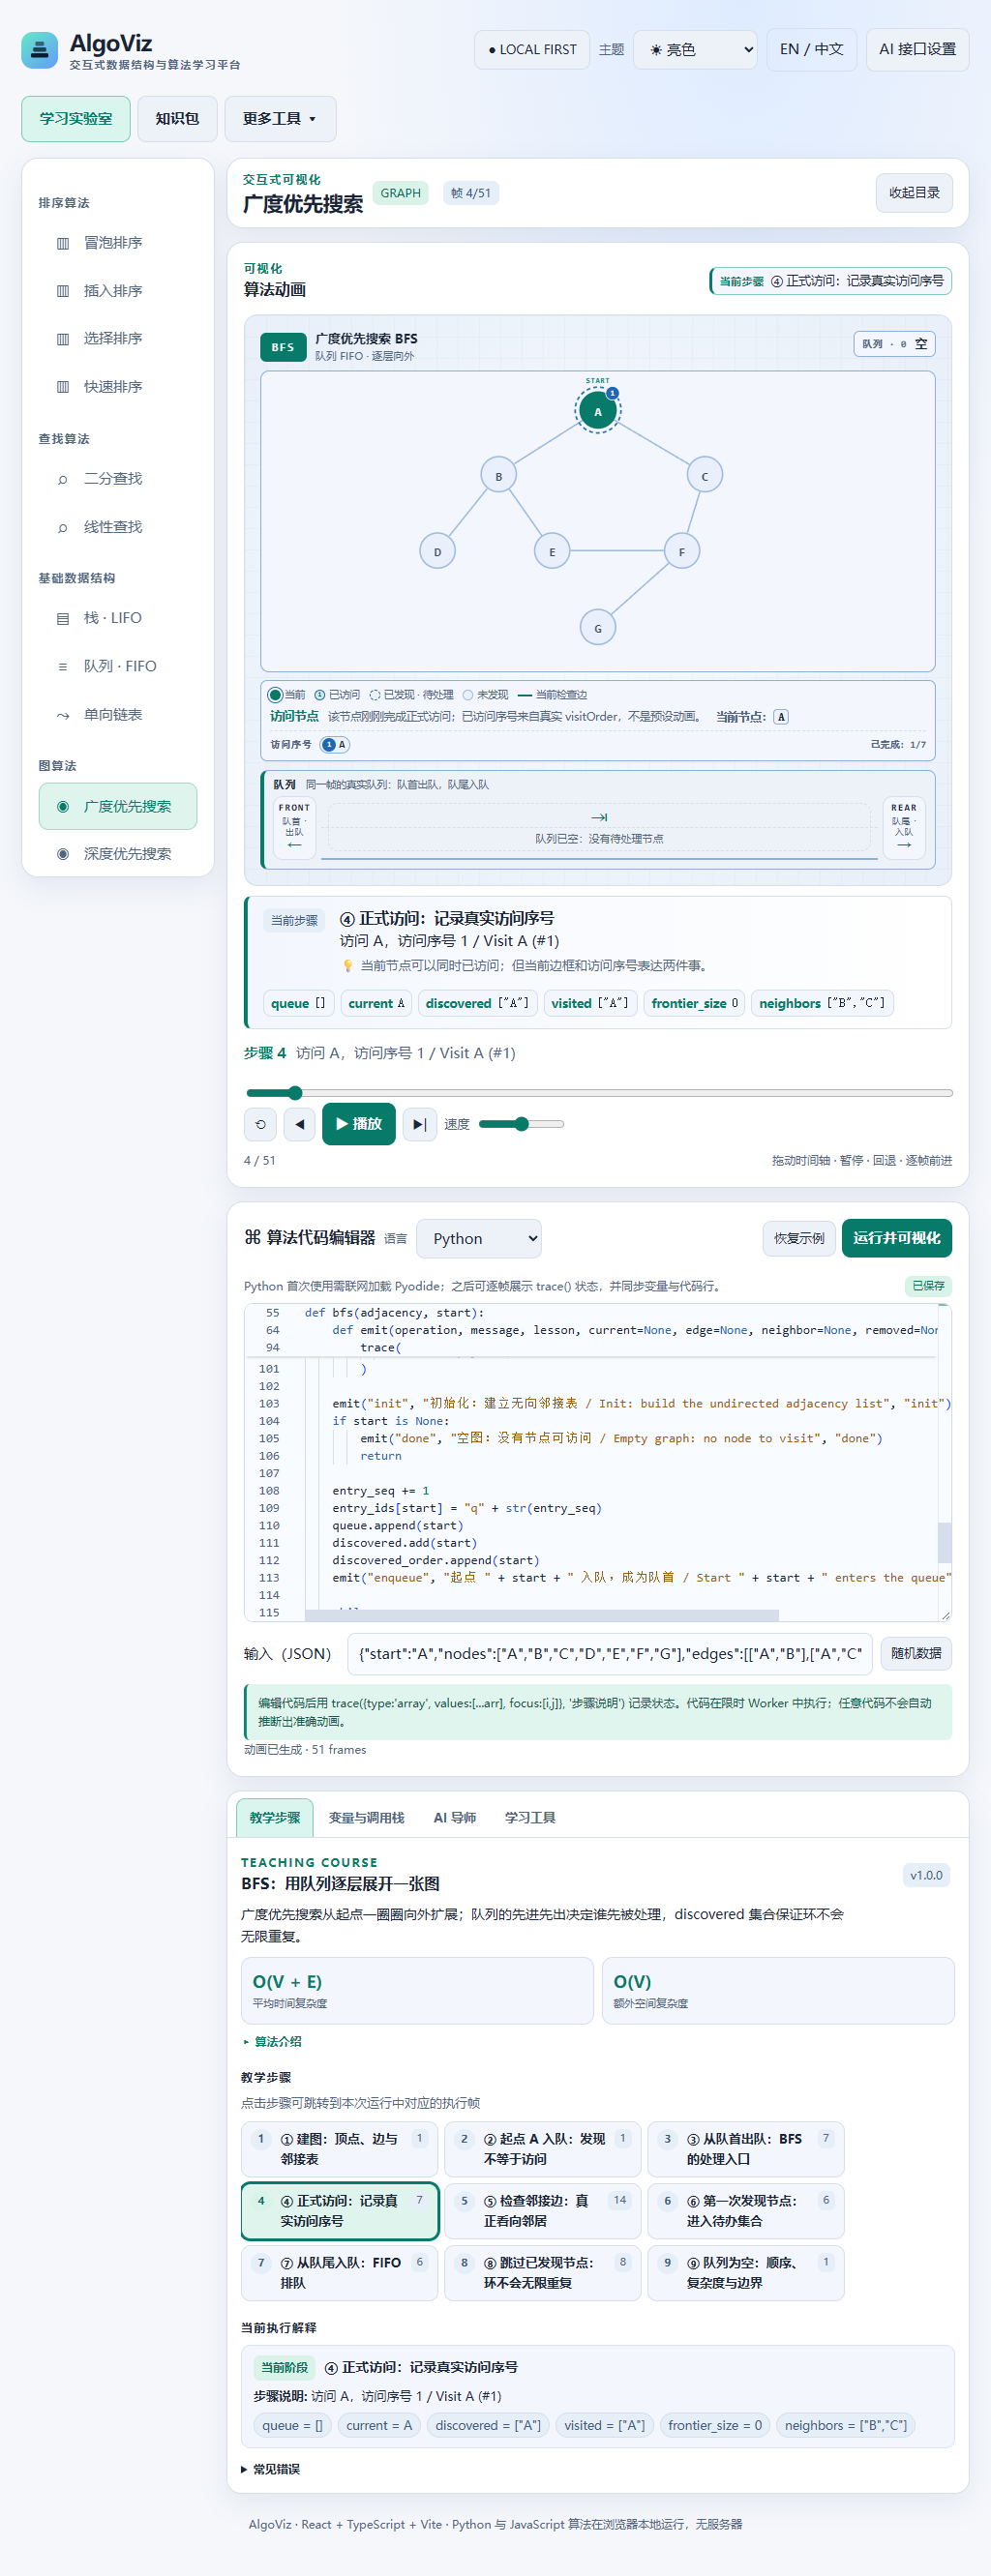 AlgoViz
交互式数据结构与算法学习平台
● LOCAL FIRST
主题
☀ 亮色
EN / 中文
AI 接口设置
学习实验室
知识包
更多工具 ▼
排序算法
冒泡排序
插入排序
选择排序
快速排序
查找算法
二分查找
线性查找
基础数据结构
栈 · LIFO
队列 · FIFO
单向链表
图算法
广度优先搜索
深度优先搜索
交互式可视化
广度优先搜索
GRAPH
帧 4/51
收起目录
可视化
算法动画
当前步骤 ④ 正式访问：记录真实访问序号
BFS
广度优先搜索 BFS
队列 FIFO · 逐层向外
队列 · 0 空
START
1
A
B
C
D
E
F
G
当前 ① 已访问 已发现 · 待处理 未发现 当前检查边
访问节点 该节点刚刚完成正式访问；已访问序号来自真实 visitOrder，不是预设动画。 当前节点： A
访问序号 1 A
已完成：1/7
队列 同一帧的真实队列：队首出队，队尾入队
FRONT
队首 ·
出队
←
⇥
队列已空：没有待处理节点
REAR
队尾 ·
入队
→
当前步骤
④ 正式访问：记录真实访问序号
访问 A，访问序号 1 / Visit A (#1)
💡 当前节点可以同时已访问；但当前边框和访问序号表达两件事。
queue []
current A
discovered ["A"]
visited ["A"]
frontier_size 0
neighbors ["B","C"]
步骤 4 访问 A，访问序号 1 / Visit A (#1)
▶ 播放
速度
4 / 51
拖动时间轴 · 暂停 · 回退 · 逐帧前进
⌘ 算法代码编辑器
语言
Python
恢复示例
运行并可视化
Python 首次使用需联网加载 Pyodide；之后可逐帧展示 trace() 状态，并同步变量与代码行。
已保存
55 def bfs(adjacency, start):
64 def emit(operation, message, lesson, current=None, edge=None, neighbor=None, removed=Non
94 trace(
101 )
102
103 emit("init", "初始化：建立无向邻接表 / Init: build the undirected adjacency list", "init")
104 if start is None:
105 emit("done", "空图：没有节点可访问 / Empty graph: no node to visit", "done")
106 return
107
108 entry_seq += 1
109 entry_ids[start] = "q" + str(entry_seq)
110 queue.append(start)
111 discovered.add(start)
112 discovered_order.append(start)
113 emit("enqueue", "起点 " + start + " 入队，成为队首 / Start " + start + " enters the queue"
114
115
输入（JSON）
{"start":"A","nodes":["A","B","C","D","E","F","G"],"edges":[["A","B"],["A","C"
随机数据
编辑代码后用 trace({type:'array', values:[...arr], focus:[i,j]}, '步骤说明') 记录状态。代码在限时 Worker 中执行；任意代码不会自动
推断出准确动画。
动画已生成 · 51 frames
教学步骤
变量与调用栈
AI 导师
学习工具
TEACHING COURSE
BFS：用队列逐层展开一张图
v1.0.0
广度优先搜索从起点一圈圈向外扩展；队列的先进先出决定谁先被处理，discovered 集合保证环不会
无限重复。
O(V + E)
平均时间复杂度
O(V)
额外空间复杂度
▸ 算法介绍
教学步骤
点击步骤可跳转到本次运行中对应的执行帧
1 ① 建图：顶点、边与
邻接表
1
2 ② 起点 A 入队：发现
不等于访问
1
3 ③ 从队首出队：BFS
的处理入口
7
4 ④ 正式访问：记录真
实访问序号
7
5 ⑤ 检查邻接边：真
正看向邻居
14
6 ⑥ 第一次发现节点：
进入待办集合
6
7 ⑦ 从队尾入队：FIFO
排队
6
8 ⑧ 跳过已发现节点：
环不会无限重复
8
9 ⑨ 队列为空：顺序、
复杂度与边界
1
当前执行解释
当前阶段 ④ 正式访问：记录真实访问序号
步骤说明: 访问 A，访问序号 1 / Visit A (#1)
queue = []
current = A
discovered = ["A"]
visited = ["A"]
frontier_size = 0
neighbors = ["B","C"]
▶ 常见错误
AlgoViz · React + TypeScript + Vite · Python 与 JavaScript 算法在浏览器本地运行，无服务器